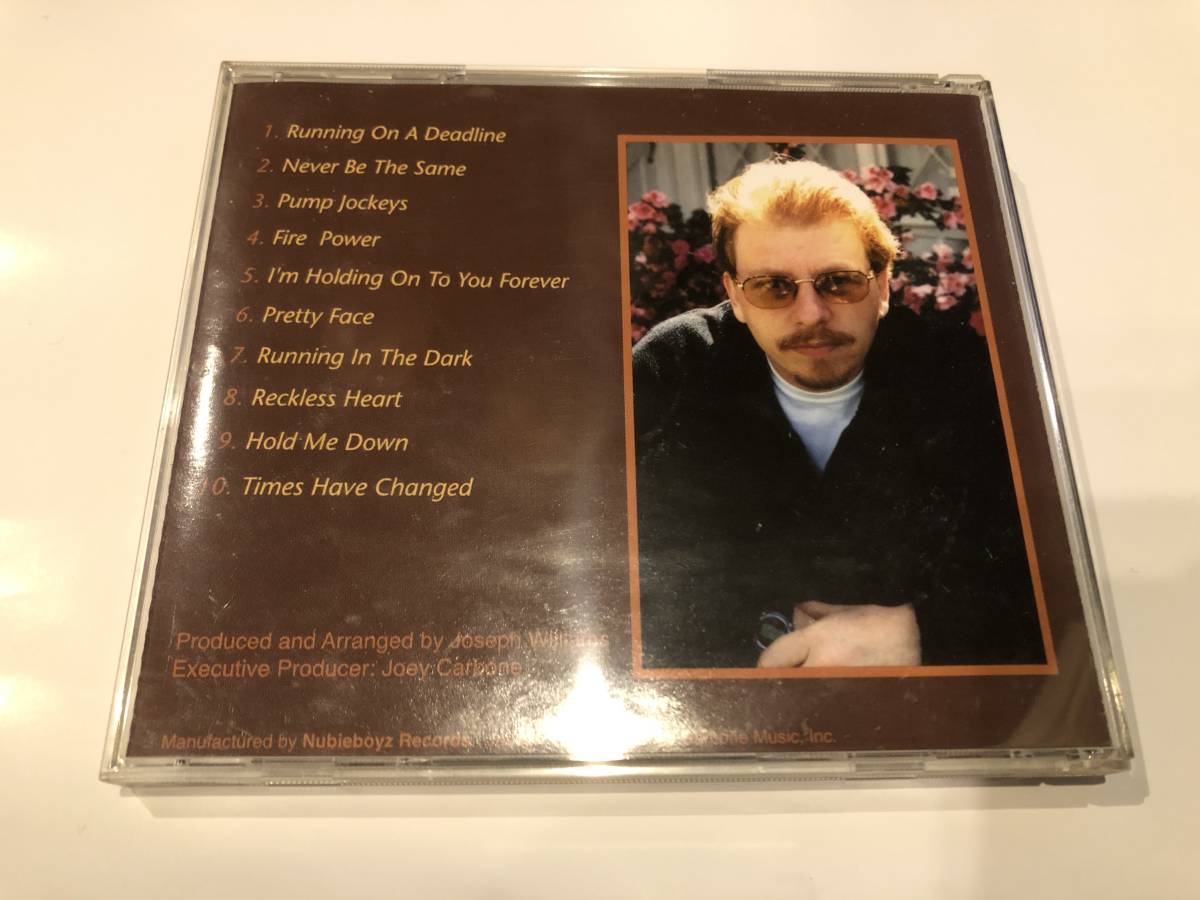 1. Running On A Deadline
2. Never Be The Same
3. Pump Jockeys
4. Fire Power
5. I'm Holding On To You Forever
6. Pretty Face
7. Running In The Dark
8. Reckless Heart
9. Hold Me Down
10. Times Have Changed
Produced and Arranged by Joseph Williams
Executive Producer: Joey Carbone
Manufactured by Nubieboyz Records Music, Inc.